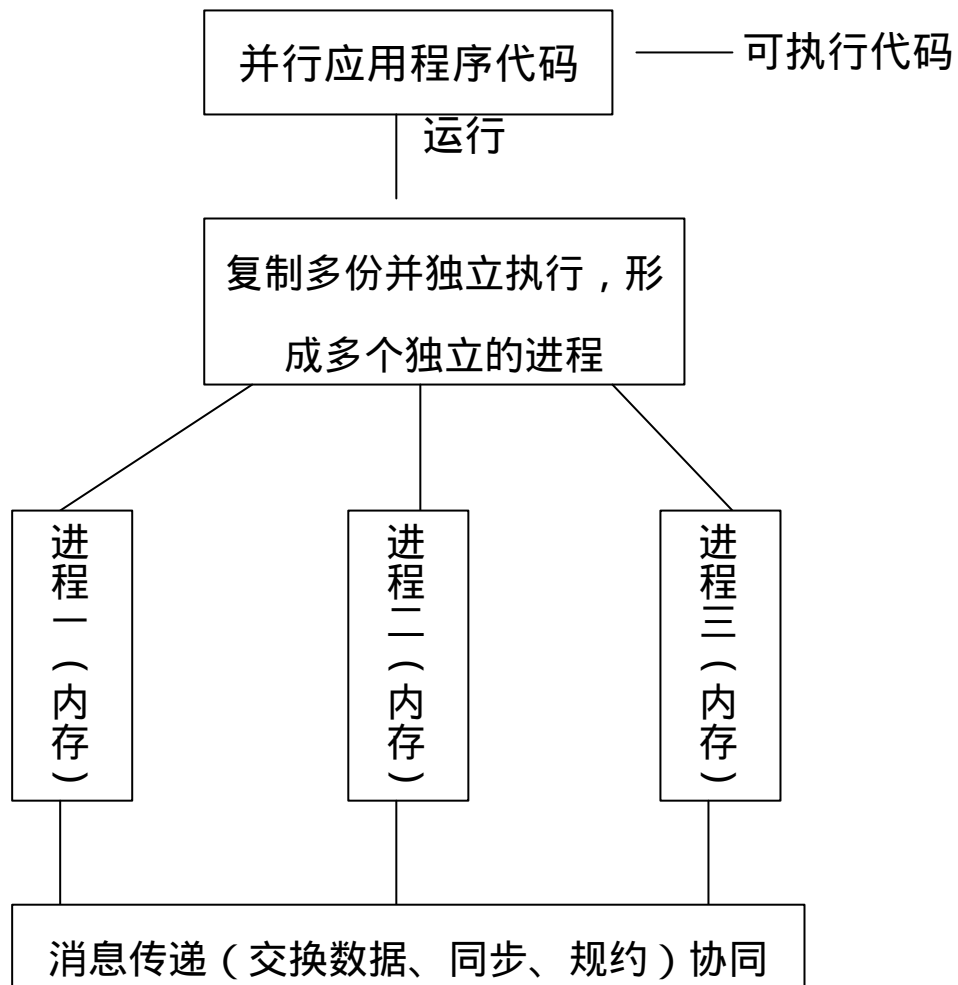 并行应用程序代码
可执行代码
运行
复制多份并独立执行，形
成多个独立的进程
进程一（内存）
进程二（内存）
进程三（内存）
消息传递（交换数据、同步、规约）协同